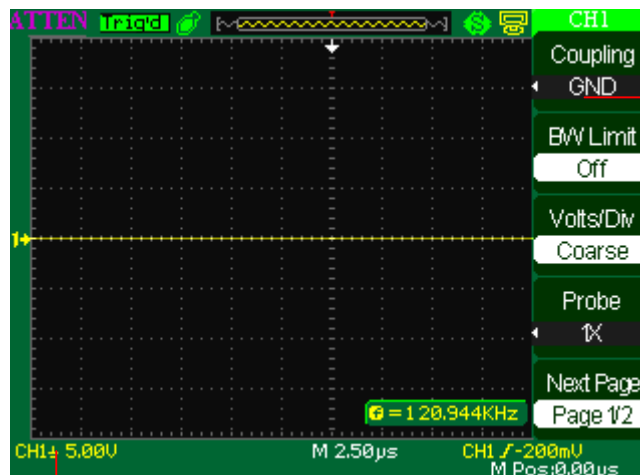 ATTEN Trig'd CH1
Coupling
GND
BW Limit
Off
Volts/Div
Coarse
Probe
1X
Next Page
Page 1/2
1
f=120.944KHz
CH1 5.00V M 2.50µs CH1 -200mV
M Pos:0.00µs